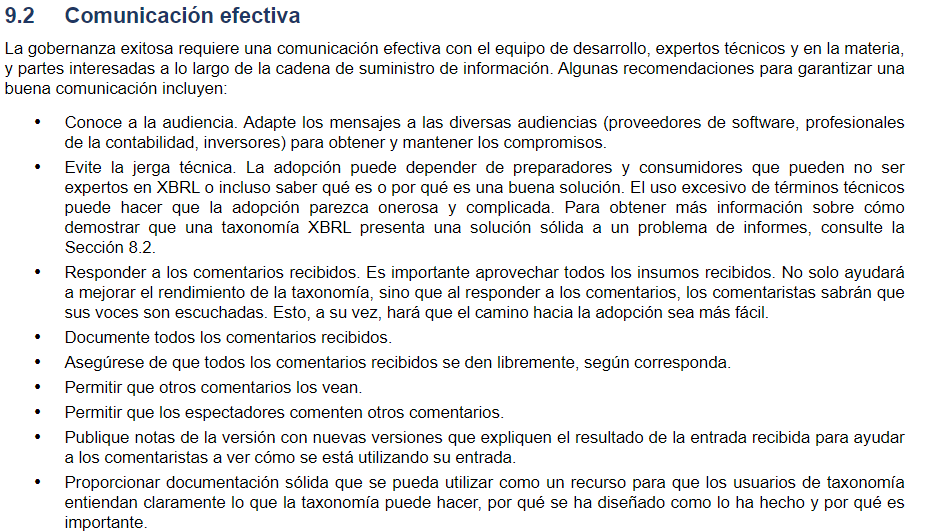 9.2 Comunicación efectiva
La gobernanza exitosa requiere una comunicación efectiva con el equipo de desarrollo, expertos técnicos y en la materia,
y partes interesadas a lo largo de la cadena de suministro de información. Algunas recomendaciones para garantizar una
buena comunicación incluyen:
• Conoce a la audiencia. Adapte los mensajes a las diversas audiencias (proveedores de software, profesionales
de la contabilidad, inversores) para obtener y mantener los compromisos.
• Evite la jerga técnica. La adopción puede depender de preparadores y consumidores que pueden no ser
expertos en XBRL o incluso saber qué es o por qué es una buena solución. El uso excesivo de términos técnicos
puede hacer que la adopción parezca onerosa y complicada. Para obtener más información sobre cómo
demostrar que una taxonomía XBRL presenta una solución sólida a un problema de informes, consulte la
Sección 8.2.
• Responder a los comentarios recibidos. Es importante aprovechar todos los insumos recibidos. No solo ayudará
a mejorar el rendimiento de la taxonomía, sino que al responder a los comentarios, los comentaristas sabrán que
sus voces son escuchadas. Esto, a su vez, hará que el camino hacia la adopción sea más fácil.
• Documente todos los comentarios recibidos.
• Asegúrese de que todos los comentarios recibidos se den libremente, según corresponda.
• Permitir que otros comentarios los vean.
• Permitir que los espectadores comenten otros comentarios.
• Publique notas de la versión con nuevas versiones que expliquen el resultado de la entrada recibida para ayudar
a los comentaristas a ver cómo se está utilizando su entrada.
• Proporcionar documentación sólida que se pueda utilizar como un recurso para que los usuarios de taxonomía
entiendan claramente lo que la taxonomía puede hacer, por qué se ha diseñado como lo ha hecho y por qué es
importante.